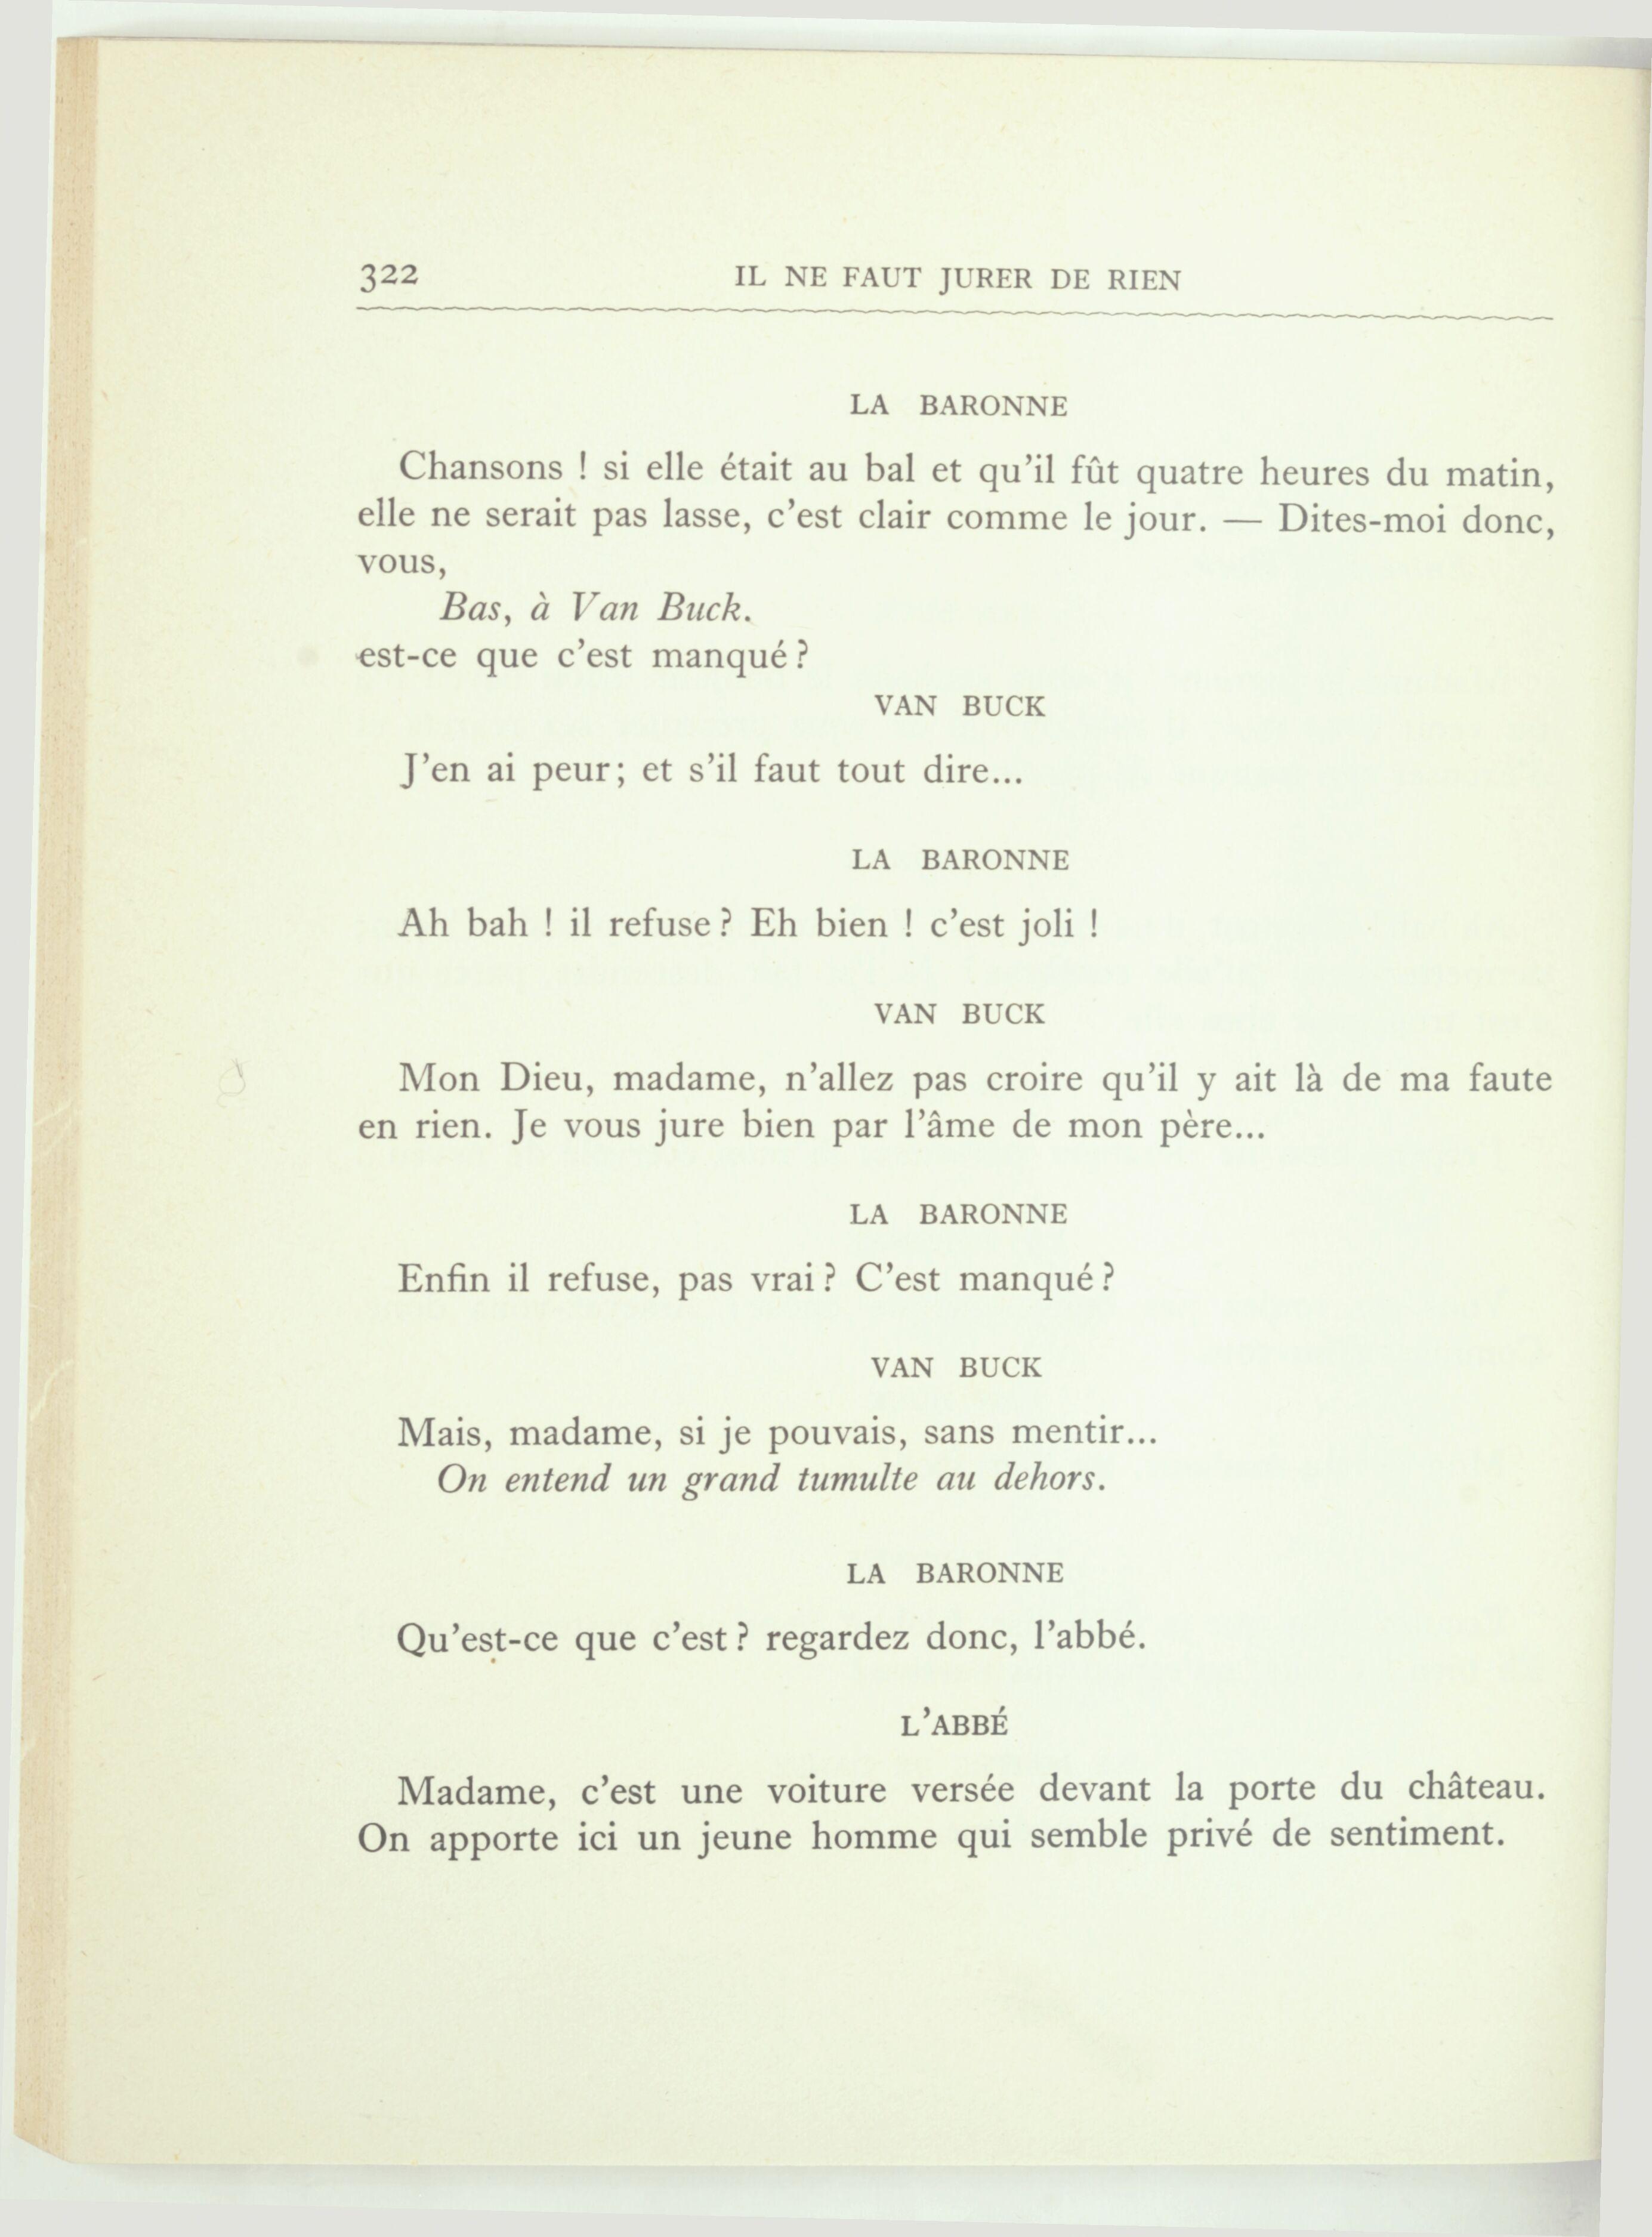 322 IL NE FAUT JURER DE RIEN
LA BARONNE
Chansons ! si elle était au bal et qu'il fût quatre heures du matin,
elle ne serait pas lasse, c'est clair comme le jour. — Dites-moi donc,
vous,
Bas, à Van Buck.
est-ce que c'est manqué ?
VAN BUCK
J'en ai peur; et s'il faut tout dire...
LA BARONNE
Ah bah ! il refuse ? Eh bien ! c'est joli !
VAN BUCK
Mon Dieu, madame, n'allez pas croire qu'il y ait là de ma faute
en rien. Je vous jure bien par l'âme de mon père...
LA BARONNE
Enfin il refuse, pas vrai ? C'est manqué ?
VAN BUCK
Mais, madame, si je pouvais, sans mentir...
On entend un grand tumulte au dehors.
LA BARONNE
Qu'est-ce que c'est ? regardez donc, l'abbé.
L'ABBÉ
Madame, c'est une voiture versée devant la porte du château.
On apporte ici un jeune homme qui semble privé de sentiment.